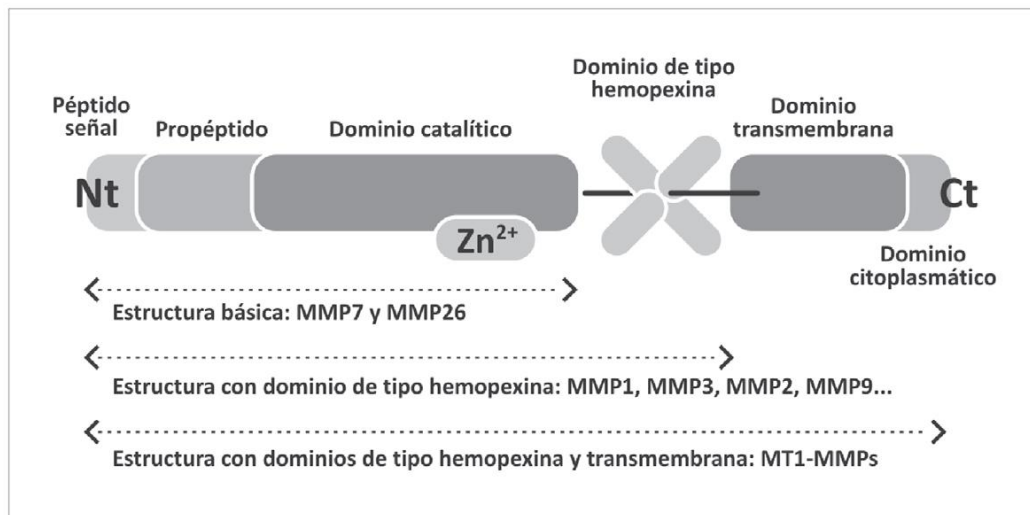 Péptido
señal
Propéptido
Dominio catalítico
Dominio de tipo
hemopexina
Dominio
transmembrana
Nt
Zn²⁺
Ct
Dominio
citoplasmático
Estructura básica: MMP7 y MMP26
Estructura con dominio de tipo hemopexina: MMP1, MMP3, MMP2, MMP9...
Estructura con dominios de tipo hemopexina y transmembrana: MT1-MMPs